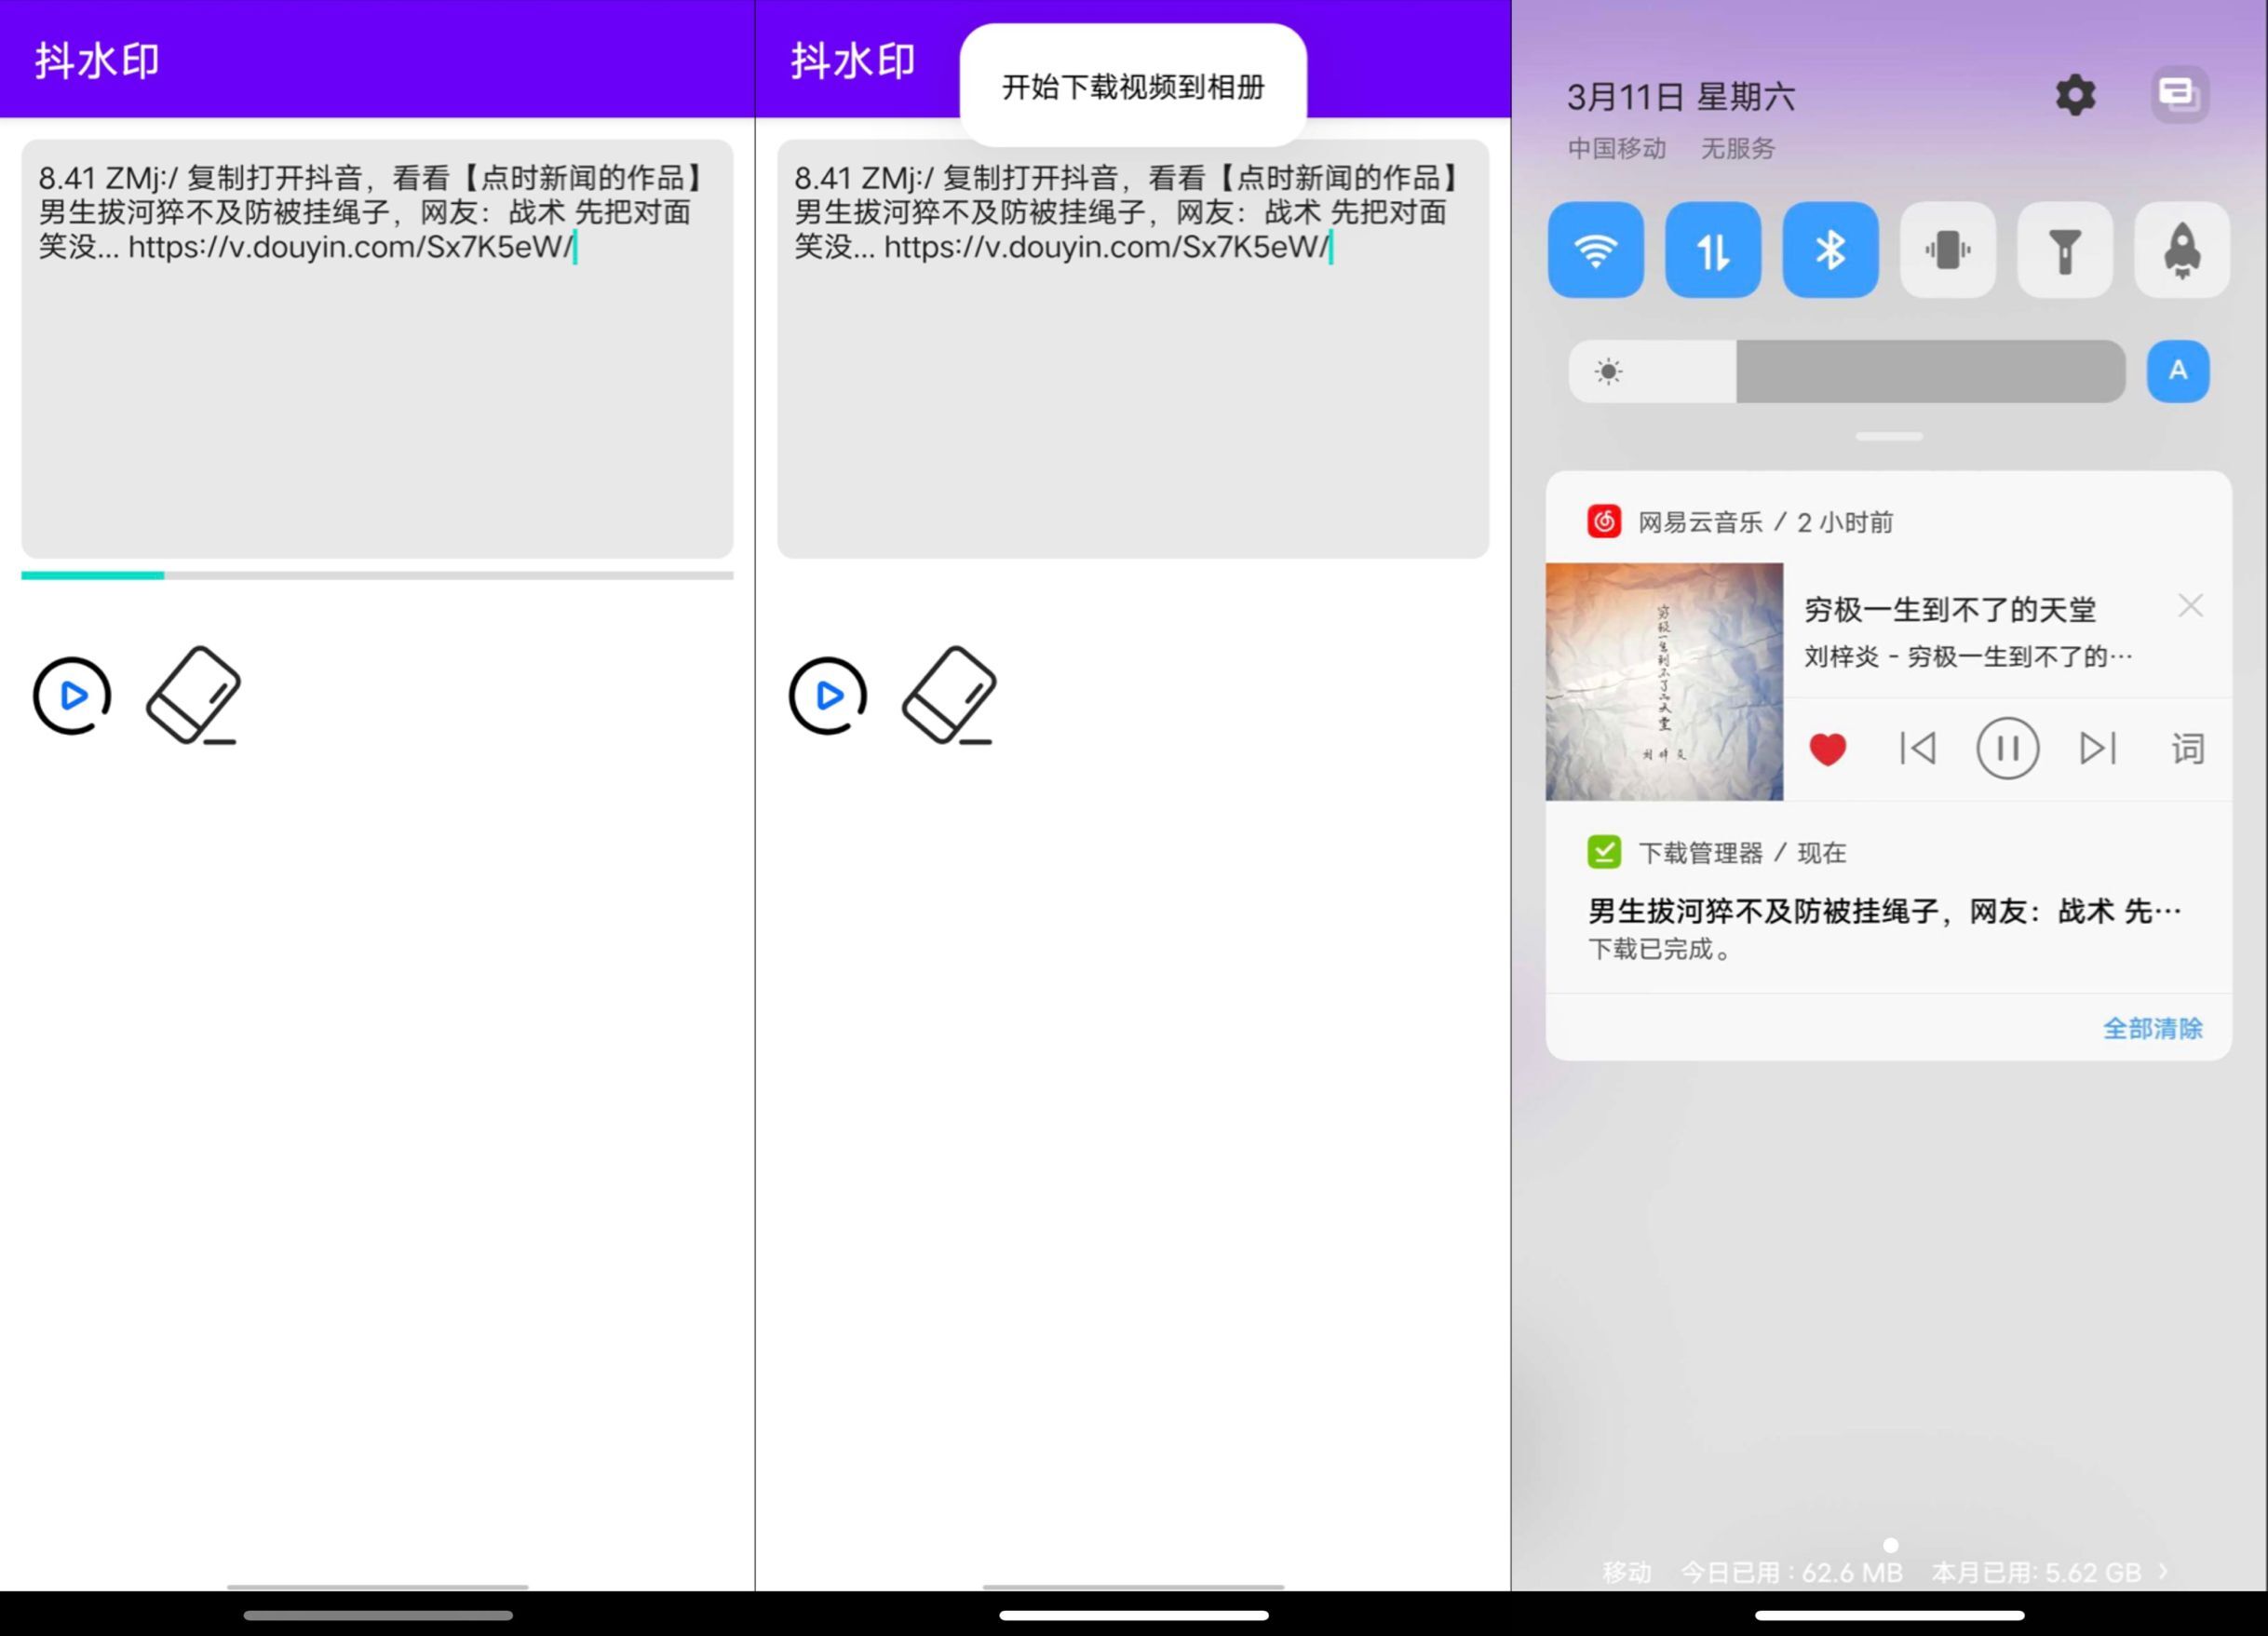 抖水印
8.41 ZMj:/ 复制打开抖音，看看【点时新闻的作品】
男生拔河猝不及防被挂绳子，网友：战术 先把对面
笑没... https://v.douyin.com/Sx7K5eW/
抖水印
开始下载视频到相册
8.41 ZMj:/ 复制打开抖音，看看【点时新闻的作品】
男生拔河猝不及防被挂绳子，网友：战术 先把对面
笑没... https://v.douyin.com/Sx7K5eW/
3月11日 星期六
中国移动 无服务
A
网易云音乐 / 2 小时前
穷极一生到不了的天堂
穷极一生到不了的天堂
刘梓炎 - 穷极一生到不了的…
词
下载管理器 / 现在
男生拔河猝不及防被挂绳子，网友：战术 先…
下载已完成。
全部清除
移动 今日已用 : 62.6 MB 本月已用: 5.62 GB